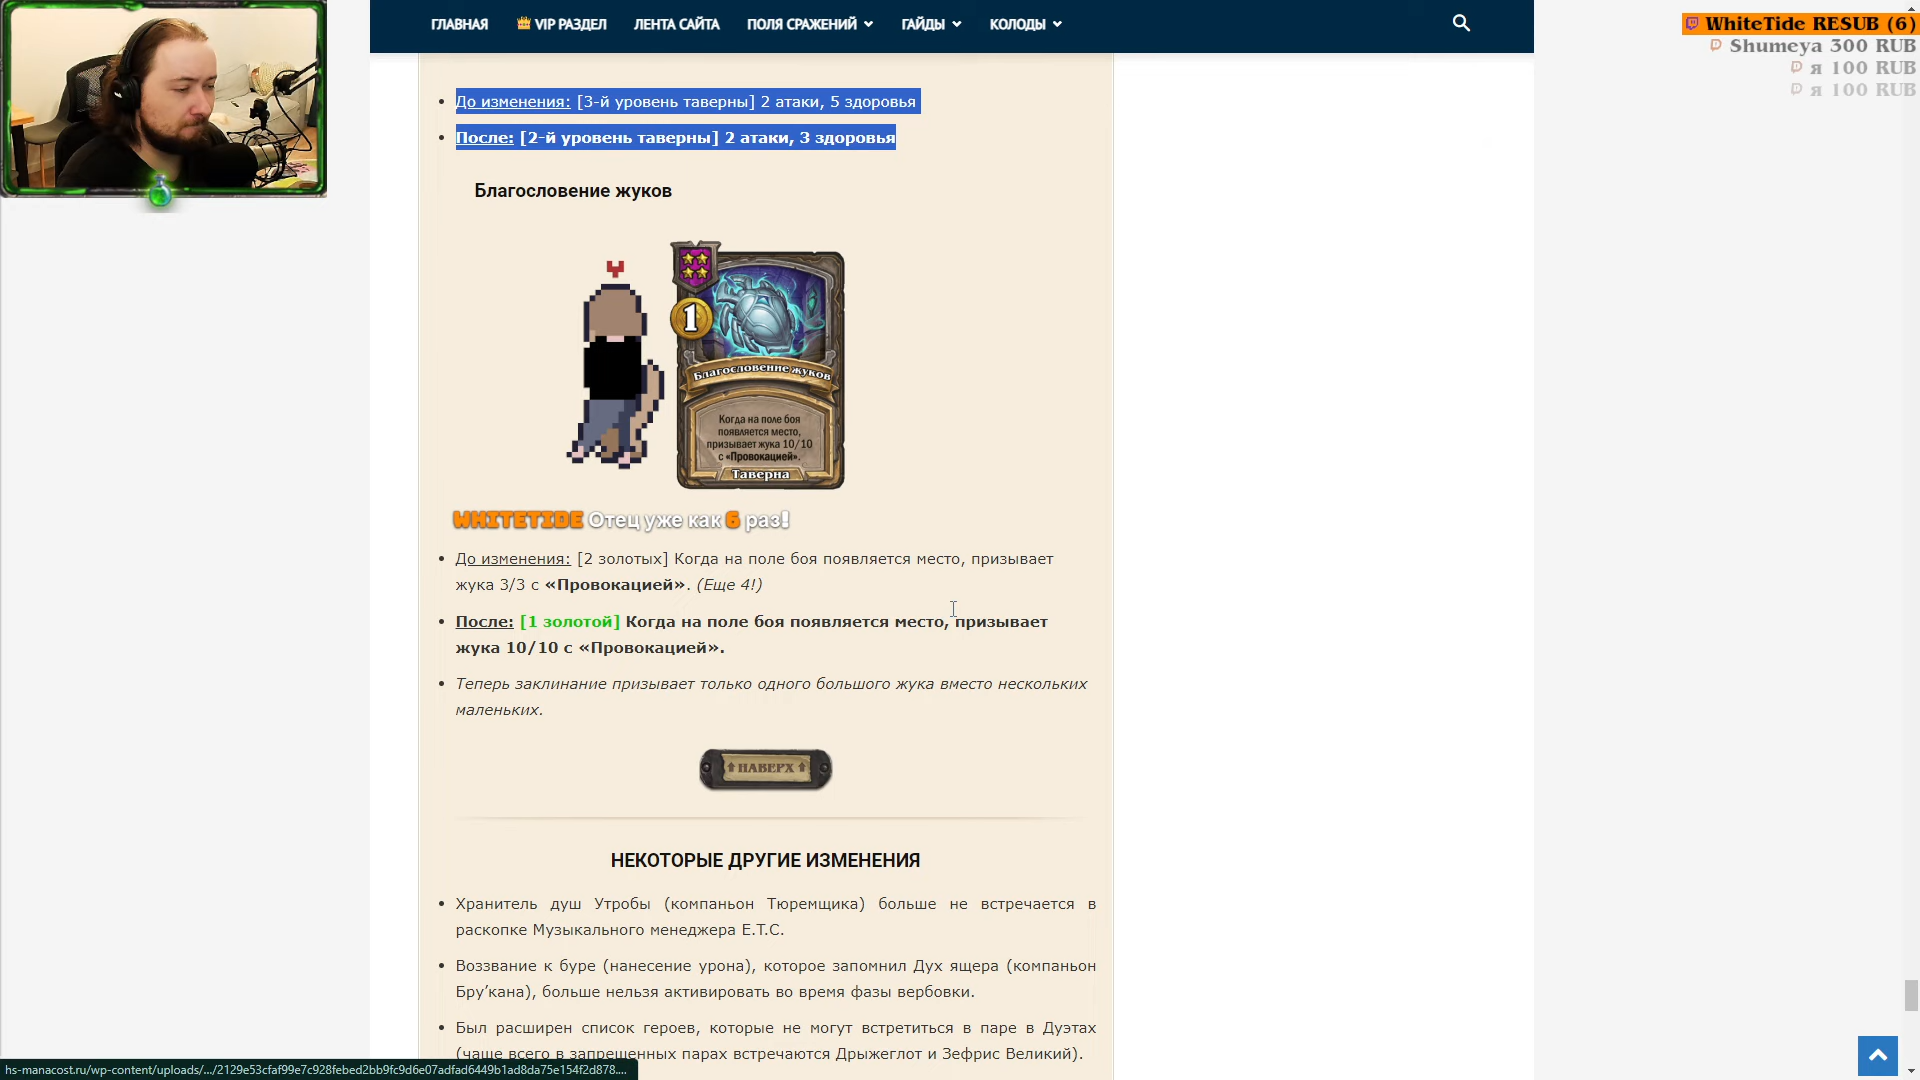 ГЛАВНАЯ VIP РАЗДЕЛ ЛЕНТА САЙТА ПОЛЯ СРАЖЕНИЙ ГАЙДЫ КОЛОДЫ
WhiteTide RESUB (6)
Shumeya 300 RUB
я 100 RUB
я 100 RUB
До изменения: [3-й уровень таверны] 2 атаки, 5 здоровья
После: [2-й уровень таверны] 2 атаки, 3 здоровья
Благословение жуков
1
Благословение жуков
Когда на поле боя
появляется место,
призывает жука 10/10
с «Провокацией».
Таверна
WHITETIDE Отец уже как 6 раз!
До изменения: [2 золотых] Когда на поле боя появляется место, призывает
жука 3/3 с «Провокацией». (Еще 4!)
После: [1 золотой] Когда на поле боя появляется место, призывает
жука 10/10 с «Провокацией».
Теперь заклинание призывает только одного большого жука вместо нескольких
маленьких.
НАВЕРХ
НЕКОТОРЫЕ ДРУГИЕ ИЗМЕНЕНИЯ
Хранитель душ Утробы (компаньон Тюремщика) больше не встречается в
раскопке Музыкального менеджера Е.Т.С.
Воззвание к буре (нанесение урона), которое запомнил Дух ящера (компаньон
Бру’кана), больше нельзя активировать во время фазы вербовки.
Был расширен список героев, которые не могут встретиться в паре в Дуэтах
(чаще всего в запрещенных парах встречаются Дрыжеглот и Зефрис Великий).
hs-manacost.ru/wp-content/uploads/.../2129e53cfaf99e7c928febed2bb9fc9d6e07adfad6449b1ad8da75e154f2d878....